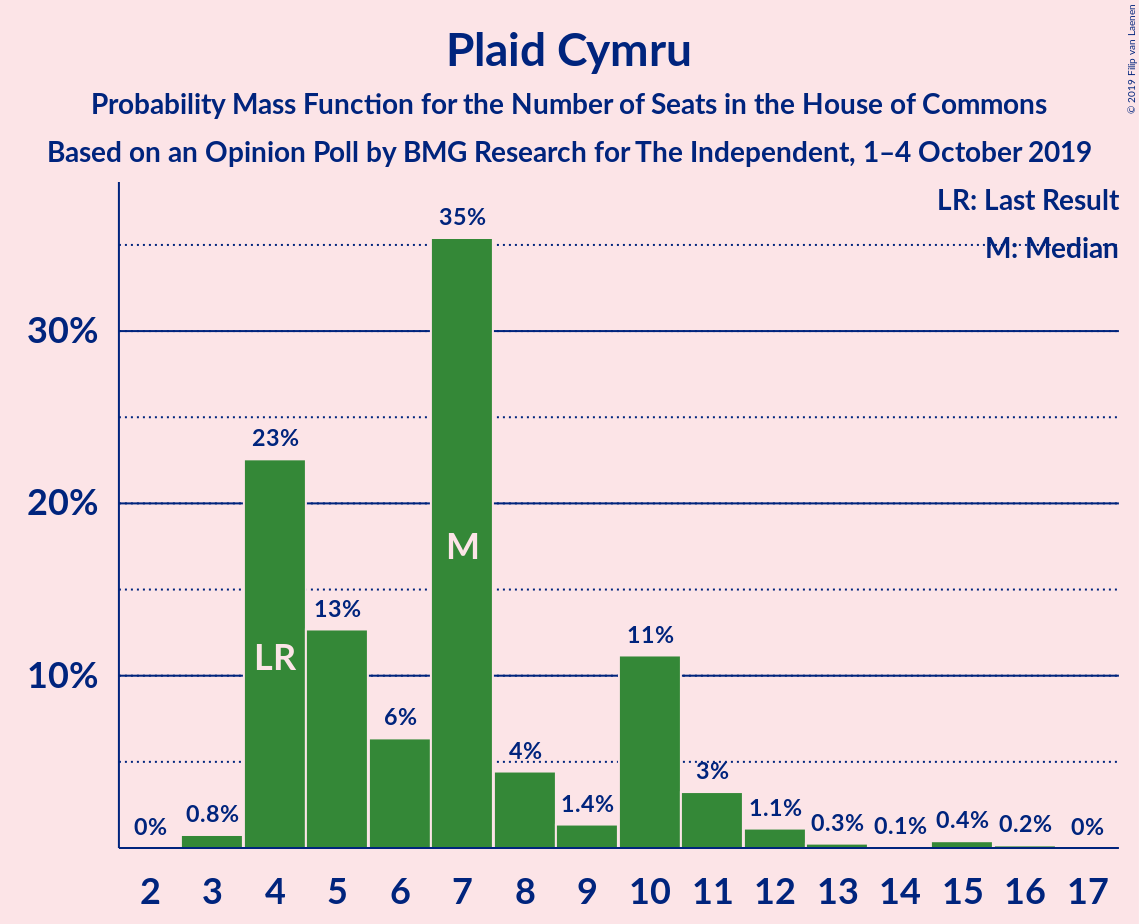 Plaid Cymru
Probability Mass Function for the Number of Seats in the House of Commons
Based on an Opinion Poll by BMG Research for The Independent, 1–4 October 2019
© 2019 Filip van Laenen
LR: Last Result
M: Median
35%
30%
23%
20%
M
13%
11%
LR
10%
6%
4%
3%
1.4%
1.1%
0.8%
0%
0.3%
0.1%
0.4%
0.2%
0%
2 3 4 5 6 7 8 9 10 11 12 13 14 15 16 17